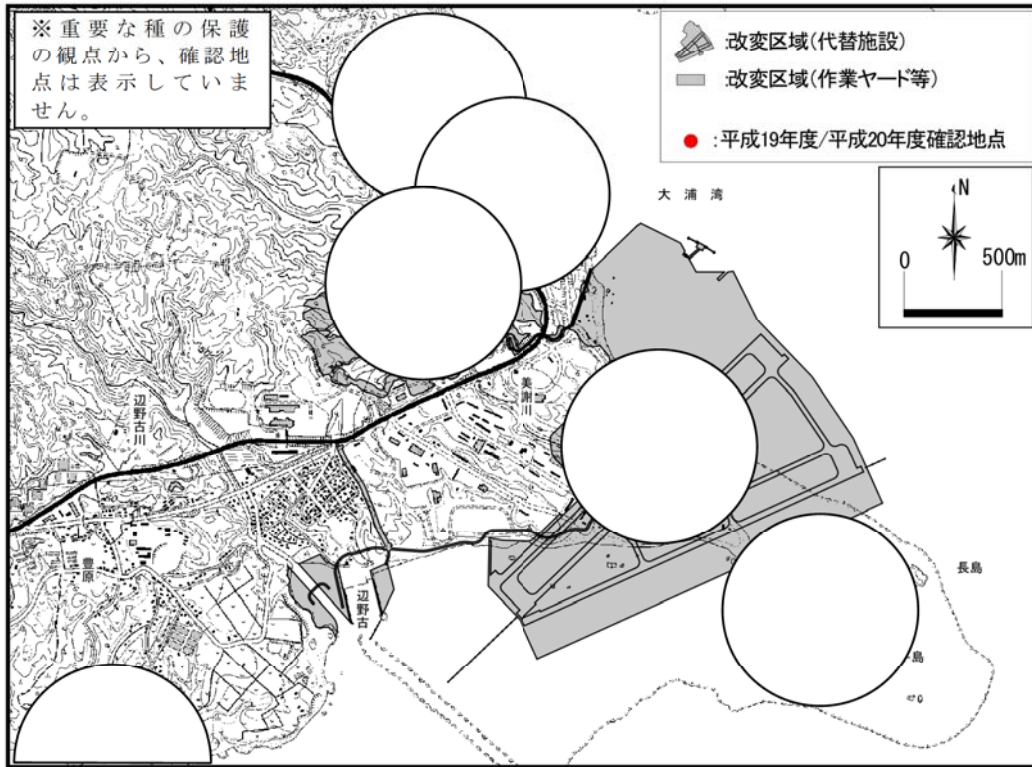 ※重要な種の保護
の観点から、確認地
点は表示していま
せん。
:改変区域(代替施設)
:改変区域(作業ヤード等)
:平成19年度/平成20年度確認地点
大浦湾
N
0 500m
美謝川
辺野古川
豊原
辺野古
長島
島